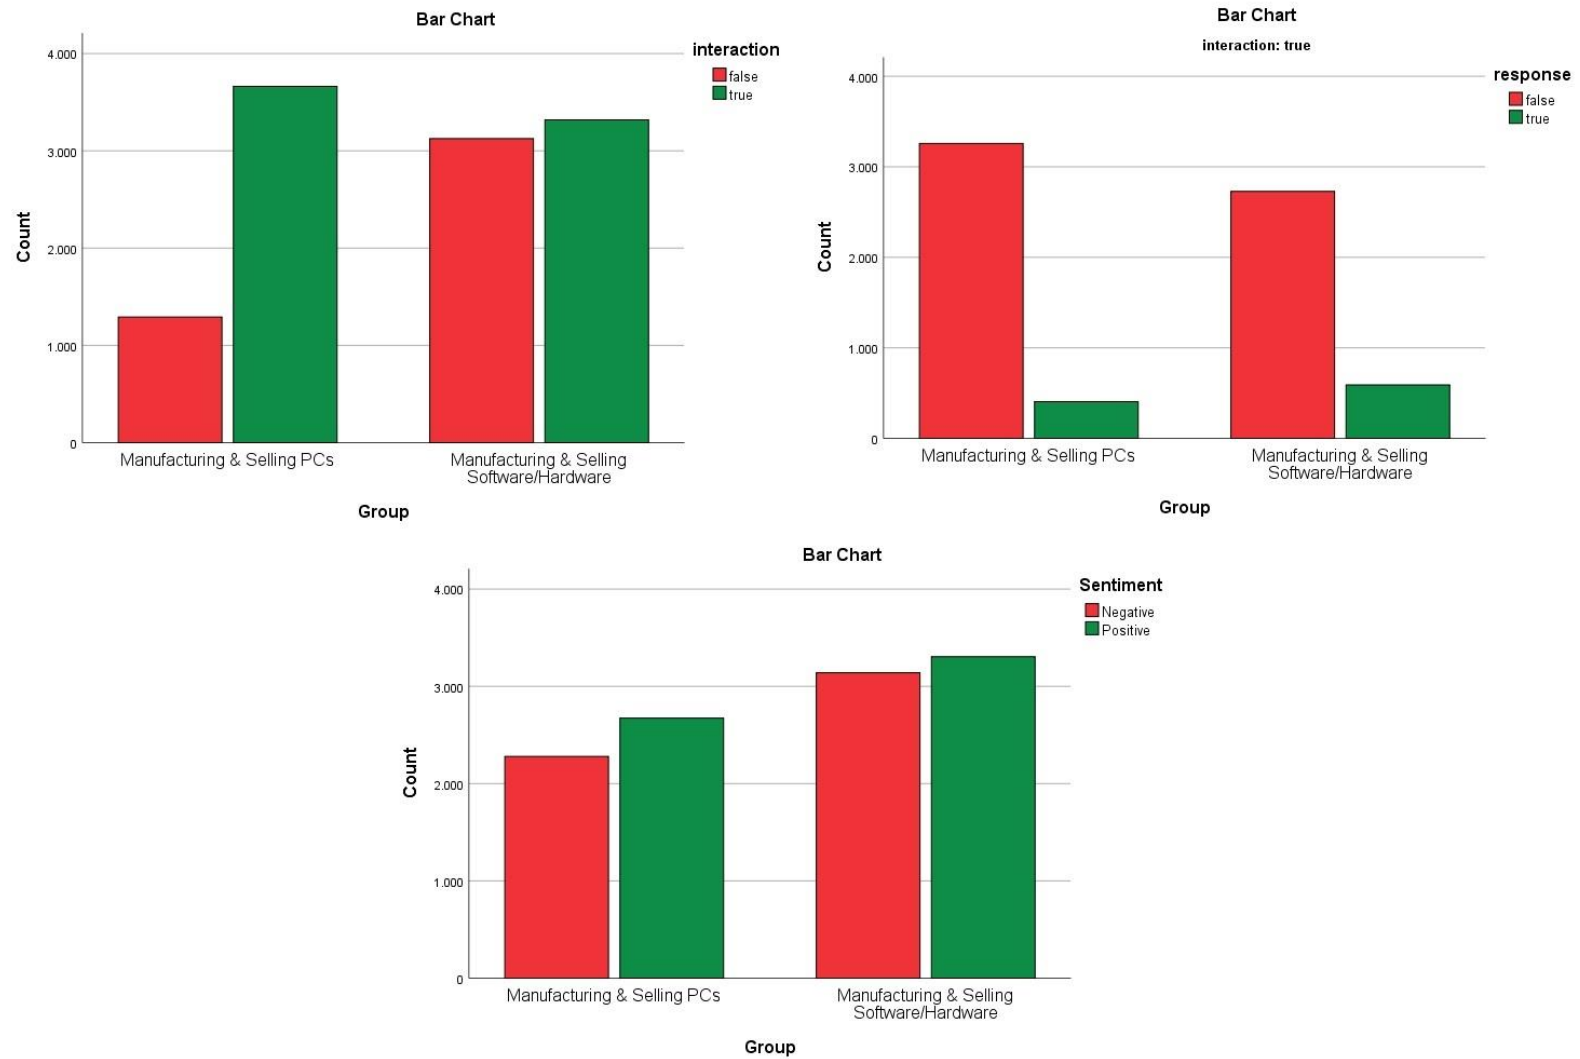 Bar Chart
interaction
false
true
4.000
3.000
2.000
1.000
0
Count
Manufacturing & Selling PCs
Manufacturing & Selling
Software/Hardware
Group
Bar Chart
interaction: true
response
false
true
4.000
3.000
2.000
1.000
0
Count
Manufacturing & Selling PCs
Manufacturing & Selling
Software/Hardware
Group
Bar Chart
Sentiment
Negative
Positive
4.000
3.000
2.000
1.000
0
Count
Manufacturing & Selling PCs
Manufacturing & Selling
Software/Hardware
Group